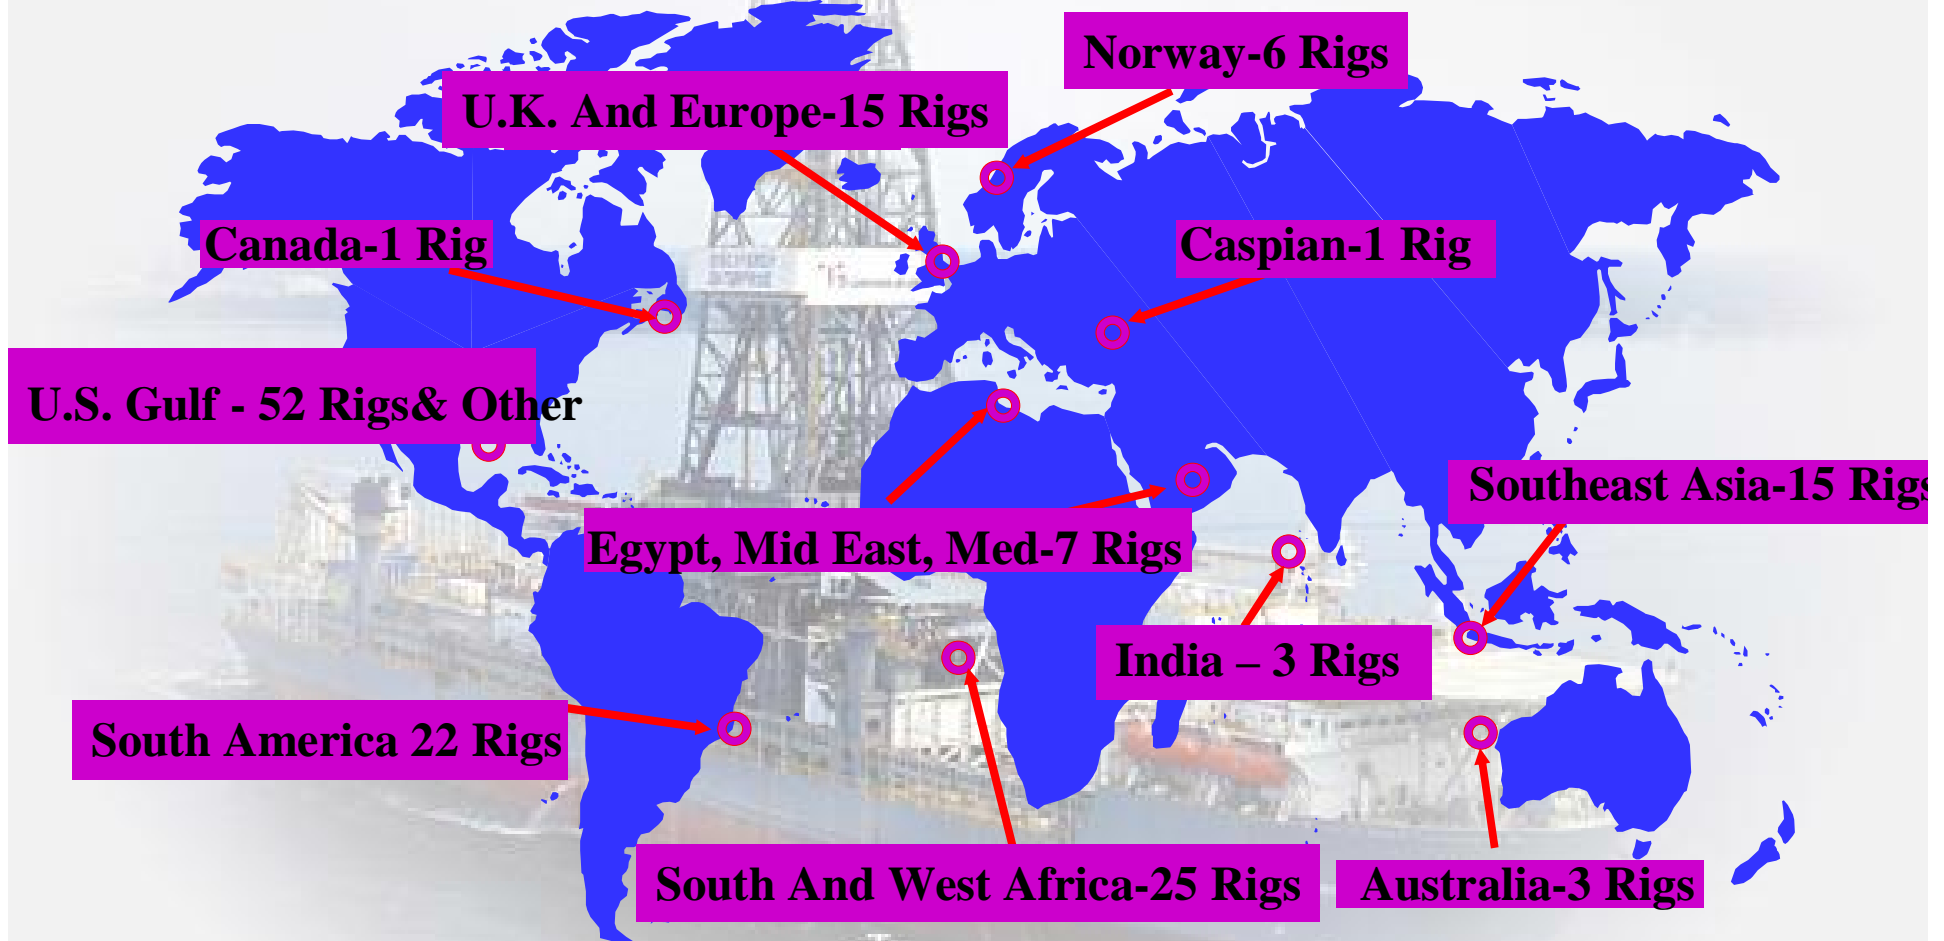 Norway-6 Rigs
U.K. And Europe-15 Rigs
Canada-1 Rig
Caspian-1 Rig
U.S. Gulf - 52 Rigs& Other
Southeast Asia-15 Rigs
Egypt, Mid East, Med-7 Rigs
India – 3 Rigs
South America 22 Rigs
South And West Africa-25 Rigs
Australia-3 Rigs